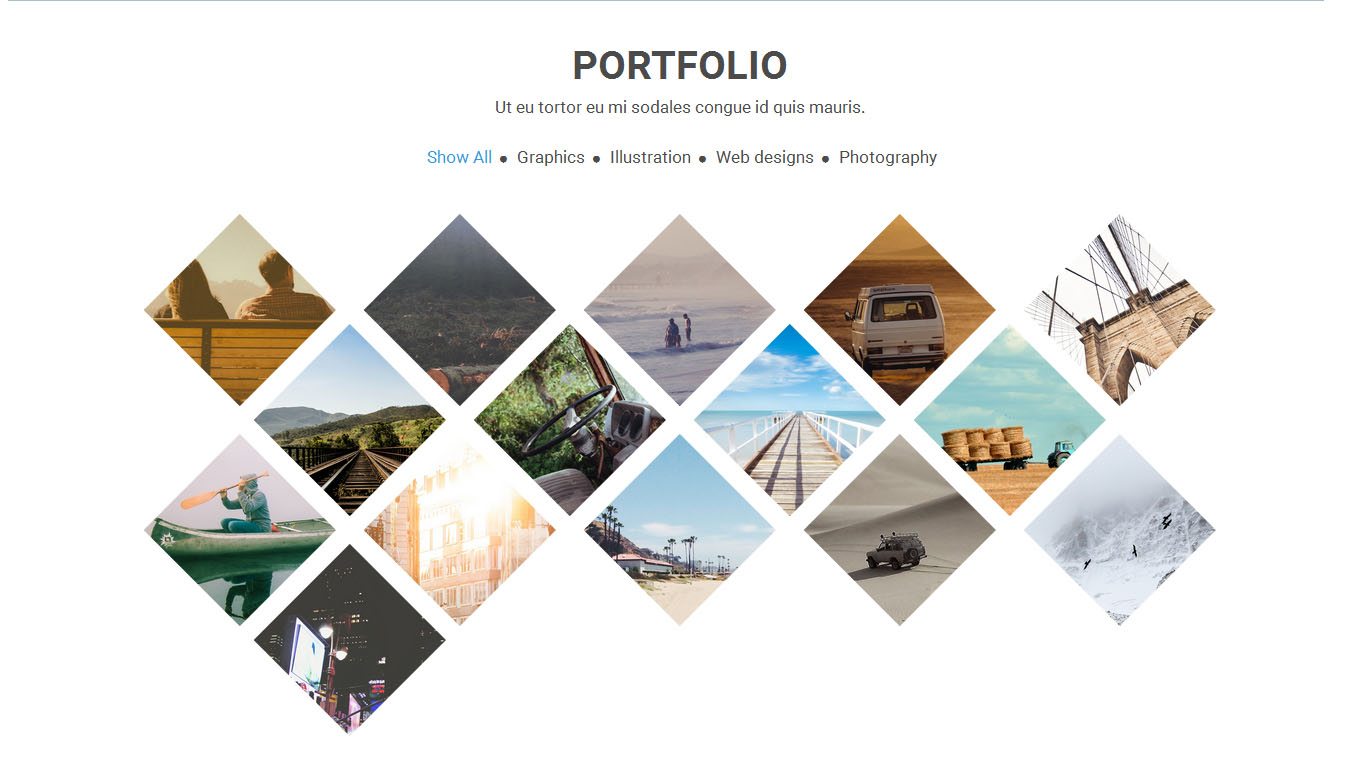 PORTFOLIO
Ut eu tortor eu mi sodales congue id quis mauris.
Show All ● Graphics ● Illustration ● Web designs ● Photography